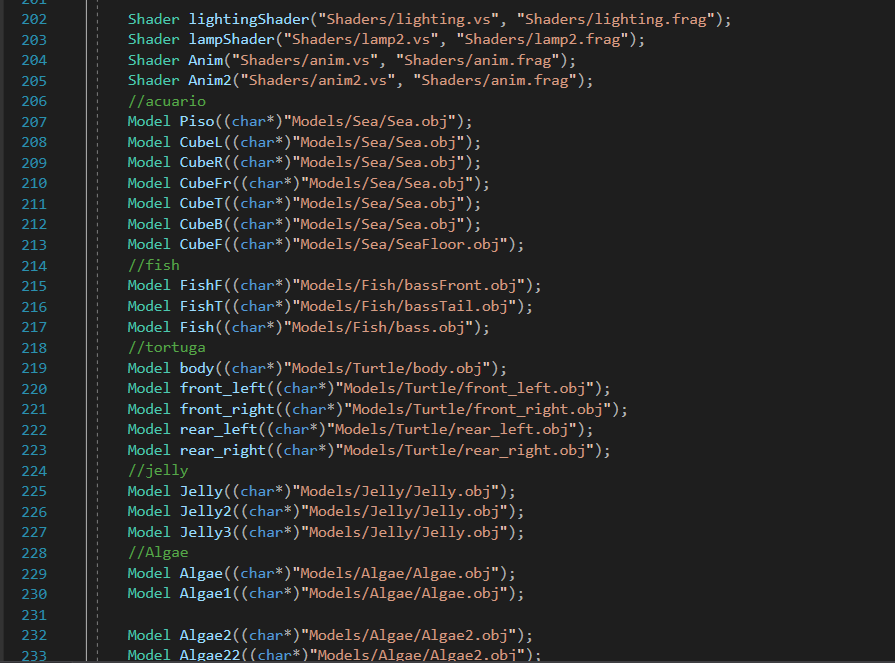 201
202 Shader lightingShader("Shaders/lighting.vs", "Shaders/lighting.frag");
203 Shader lampShader("Shaders/lamp2.vs", "Shaders/lamp2.frag");
204 Shader Anim("Shaders/anim.vs", "Shaders/anim.frag");
205 Shader Anim2("Shaders/anim2.vs", "Shaders/anim.frag");
206 //acuario
207 Model Piso((char*)"Models/Sea/Sea.obj");
208 Model CubeL((char*)"Models/Sea/Sea.obj");
209 Model CubeR((char*)"Models/Sea/Sea.obj");
210 Model CubeFr((char*)"Models/Sea/Sea.obj");
211 Model CubeT((char*)"Models/Sea/Sea.obj");
212 Model CubeB((char*)"Models/Sea/Sea.obj");
213 Model CubeF((char*)"Models/Sea/SeaFloor.obj");
214 //fish
215 Model FishF((char*)"Models/Fish/bassFront.obj");
216 Model FishT((char*)"Models/Fish/bassTail.obj");
217 Model Fish((char*)"Models/Fish/bass.obj");
218 //tortuga
219 Model body((char*)"Models/Turtle/body.obj");
220 Model front_left((char*)"Models/Turtle/front_left.obj");
221 Model front_right((char*)"Models/Turtle/front_right.obj");
222 Model rear_left((char*)"Models/Turtle/rear_left.obj");
223 Model rear_right((char*)"Models/Turtle/rear_right.obj");
224 //jelly
225 Model Jelly((char*)"Models/Jelly/Jelly.obj");
226 Model Jelly2((char*)"Models/Jelly/Jelly.obj");
227 Model Jelly3((char*)"Models/Jelly/Jelly.obj");
228 //Algae
229 Model Algae((char*)"Models/Algae/Algae.obj");
230 Model Algae1((char*)"Models/Algae/Algae.obj");
231
232 Model Algae2((char*)"Models/Algae/Algae2.obj");
233 Model Algae22((char*)"Models/Algae/Algae2.obj");